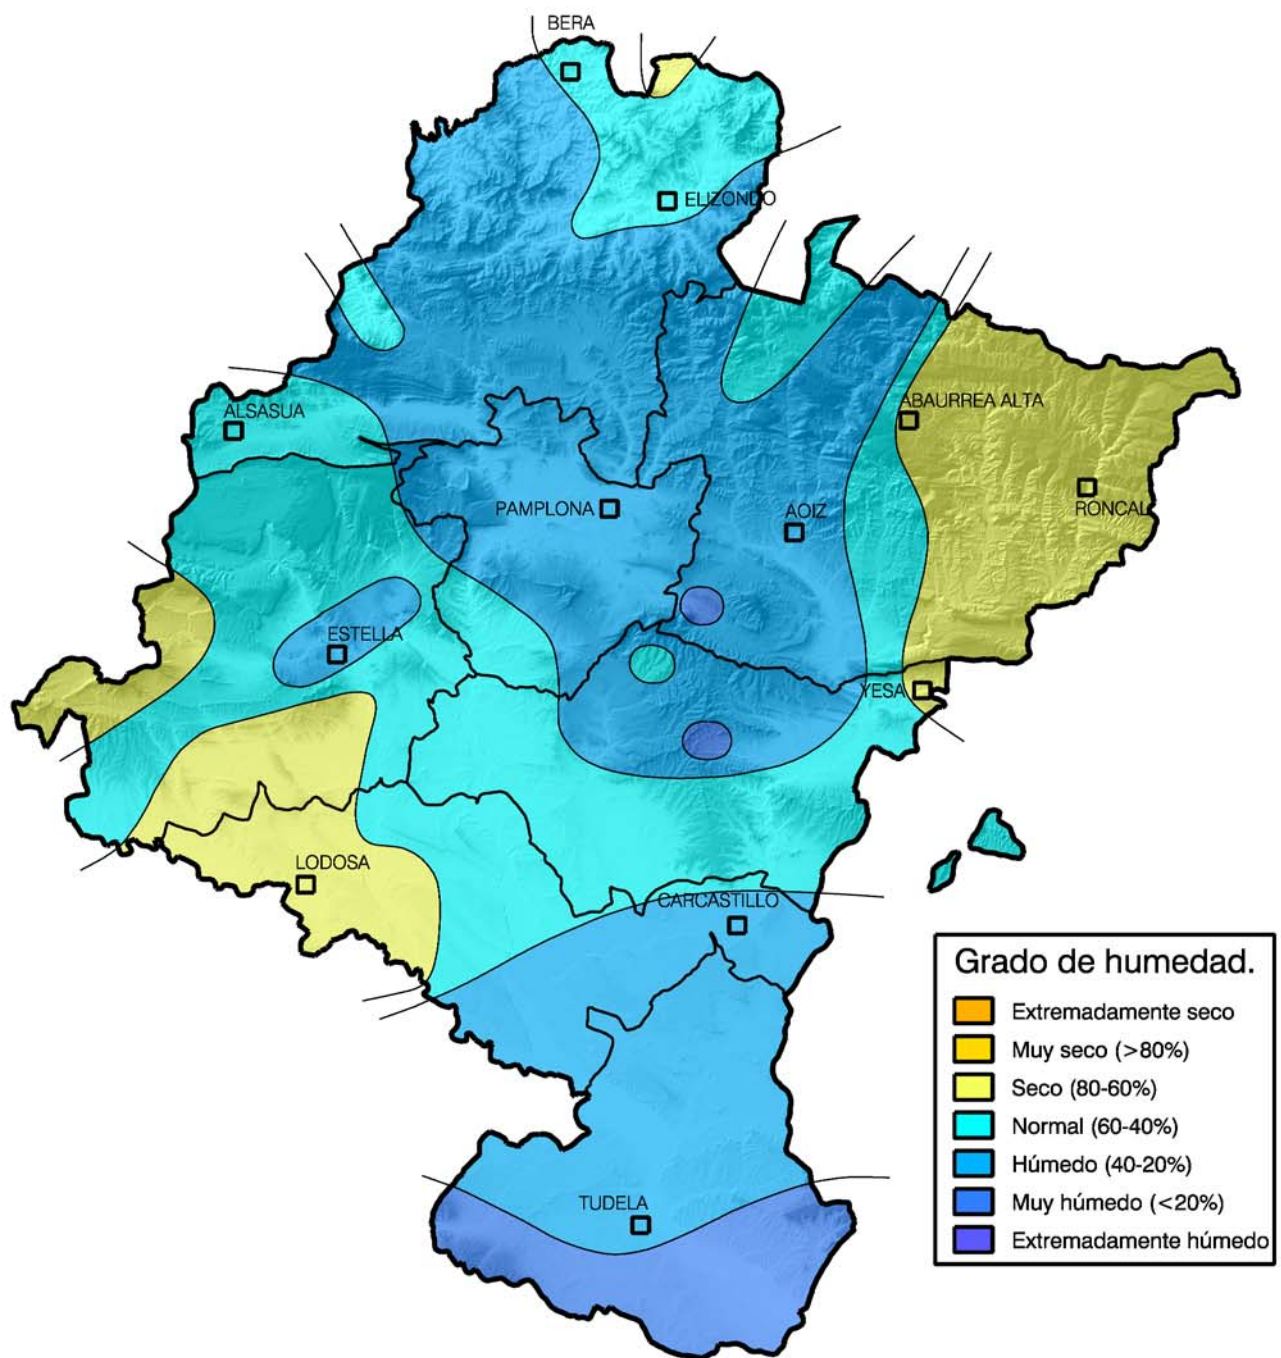 BERA
ELIZONDO
ALSASUA
ABAURREA ALTA
RONCAL
PAMPLONA
AOIZ
ESTELLA
YESA
LODOSA
CARCASTILLO
TUDELA
Grado de humedad.
Extremadamente seco
Muy seco (>80%)
Seco (80-60%)
Normal (60-40%)
Húmedo (40-20%)
Muy húmedo (<20%)
Extremadamente húmedo